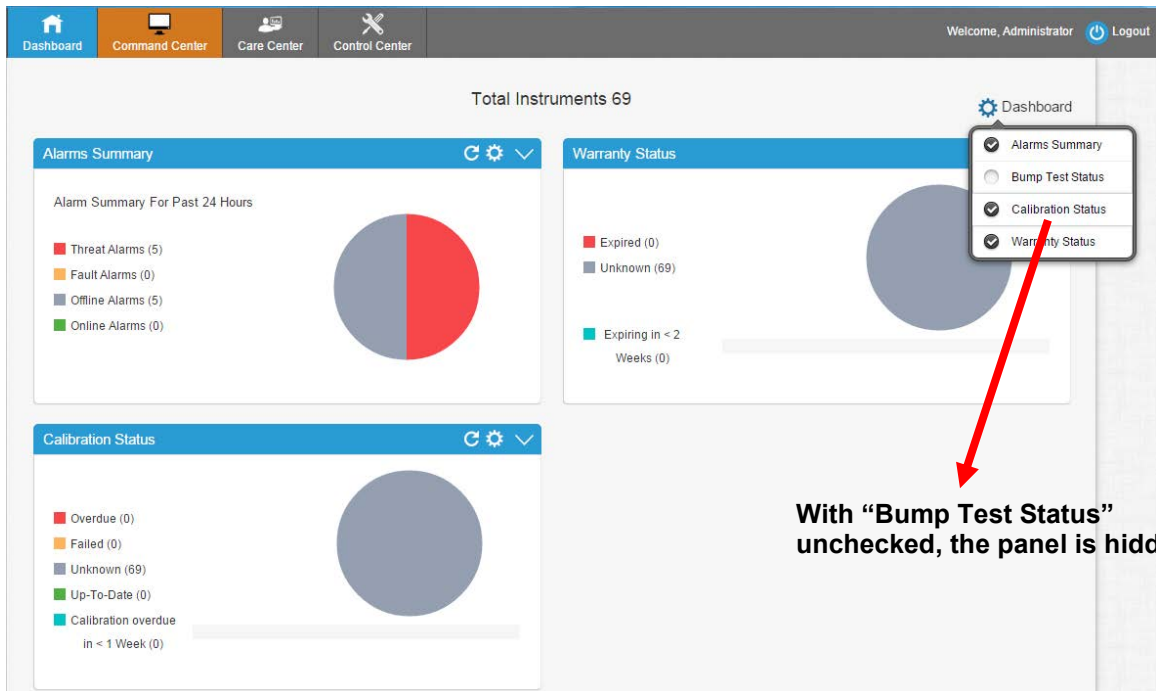 Dashboard
Command Center
Care Center
Control Center
Welcome, Administrator
Logout
Total Instruments 69
Dashboard
Alarms Summary
Bump Test Status
Calibration Status
Warranty Status
Alarms Summary
Alarm Summary For Past 24 Hours
Threat Alarms (5)
Fault Alarms (0)
Offline Alarms (5)
Online Alarms (0)
Warranty Status
Expired (0)
Unknown (69)
Expiring in < 2
Weeks (0)
Calibration Status
Overdue (0)
Failed (0)
Unknown (69)
Up-To-Date (0)
Calibration overdue
in < 1 Week (0)
With “Bump Test Status”
unchecked, the panel is hidd